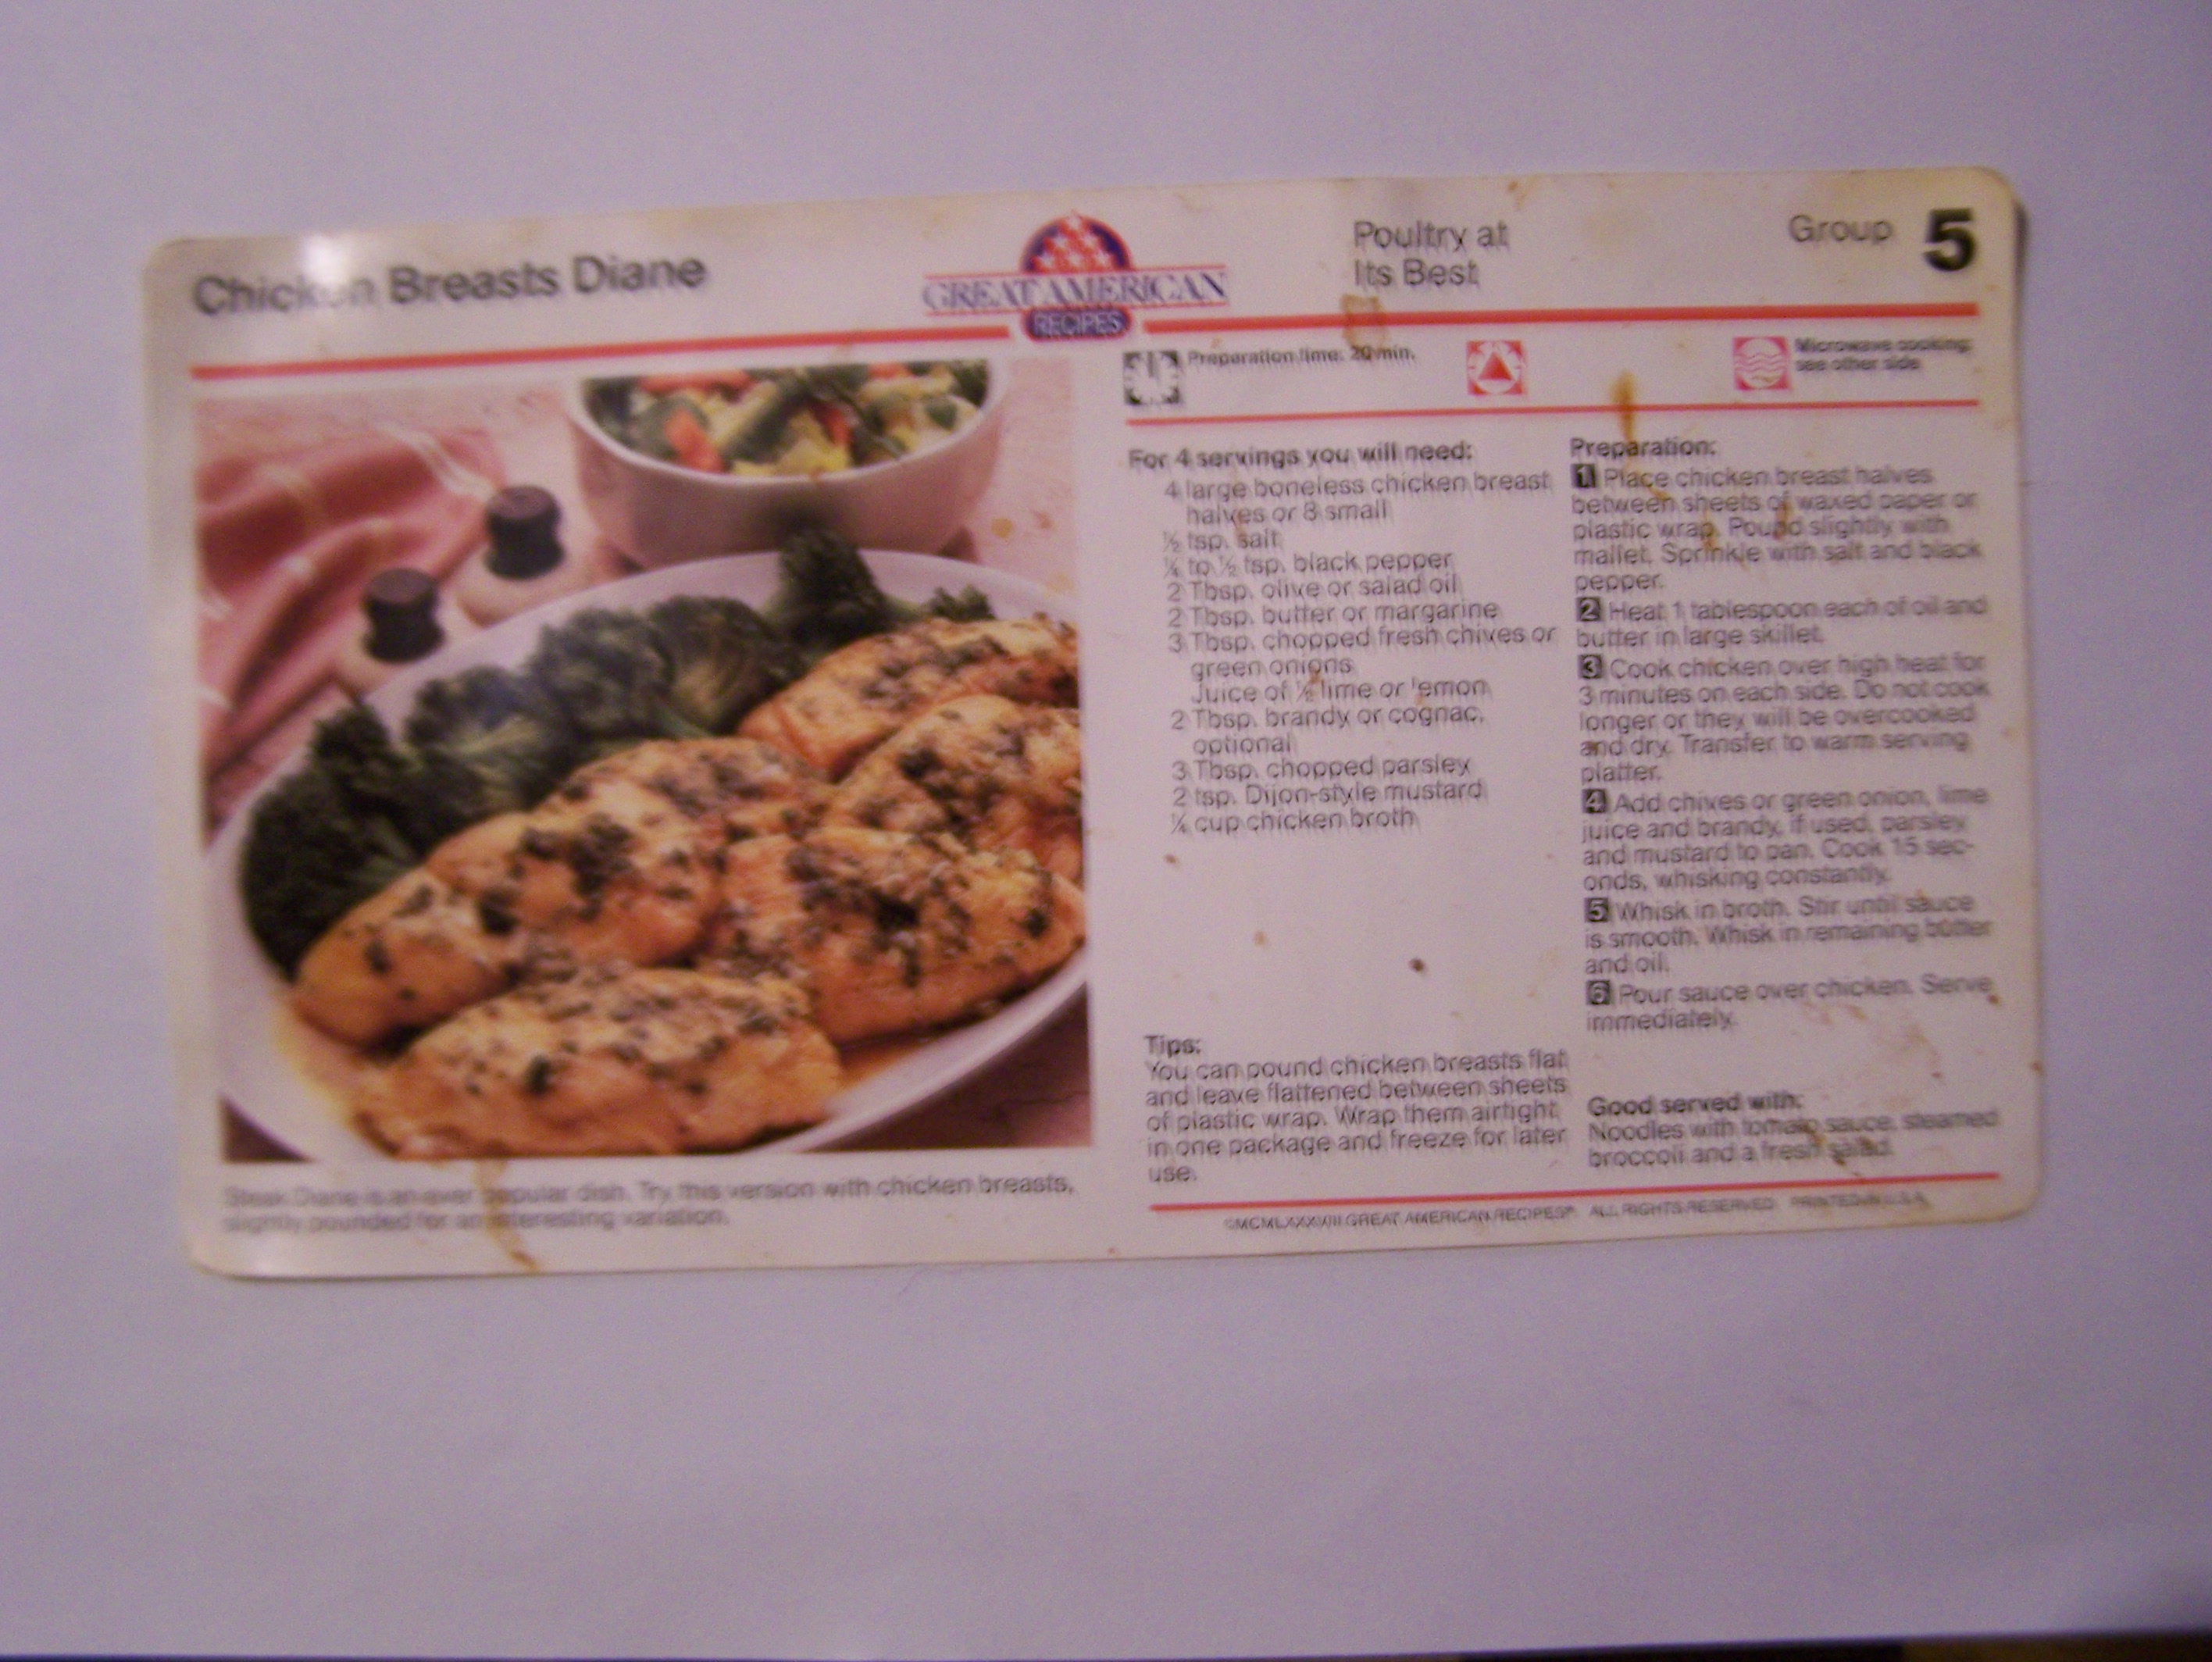 Chicken Breasts Diane
GREAT AMERICAN
RECIPES
Poultry at
Its Best
Group 5
Preparation time: 20 min.
Microwave cooking:
see other side
For 4 servings you will need:
4 large boneless chicken breast
halves or 8 small
½ tsp. salt
¼ to ½ tsp. black pepper
2 Tbsp. olive or salad oil
2 Tbsp. butter or margarine
3 Tbsp. chopped fresh chives or
green onions
Juice of ½ lime or lemon
2 Tbsp. brandy or cognac,
optional
3 Tbsp. chopped parsley
2 tsp. Dijon-style mustard
¼ cup chicken broth
Tips:
You can pound chicken breasts flat
and leave flattened between sheets
of plastic wrap. Wrap them airtight
in one package and freeze for later
use.
Preparation:
1 Place chicken breast halves
between sheets of waxed paper or
plastic wrap. Pound slightly with
mallet. Sprinkle with salt and black
pepper.
2 Heat 1 tablespoon each of oil and
butter in large skillet.
3 Cook chicken over high heat for
3 minutes on each side. Do not cook
longer or they will be overcooked
and dry. Transfer to warm serving
platter.
4 Add chives or green onion, lime
juice and brandy, if used, parsley
and mustard to pan. Cook 15 sec-
onds, whisking constantly.
5 Whisk in broth. Stir until sauce
is smooth. Whisk in remaining butter
and oil.
6 Pour sauce over chicken. Serve
immediately.
Good served with:
Noodles with tomato sauce, steamed
broccoli and a fresh salad.
Steak Diane is an ever popular dish. Try this version with chicken breasts,
slightly pounded for an interesting variation.
©MCMLXXXVIII GREAT AMERICAN RECIPES® ALL RIGHTS RESERVED PRINTED IN U.S.A.